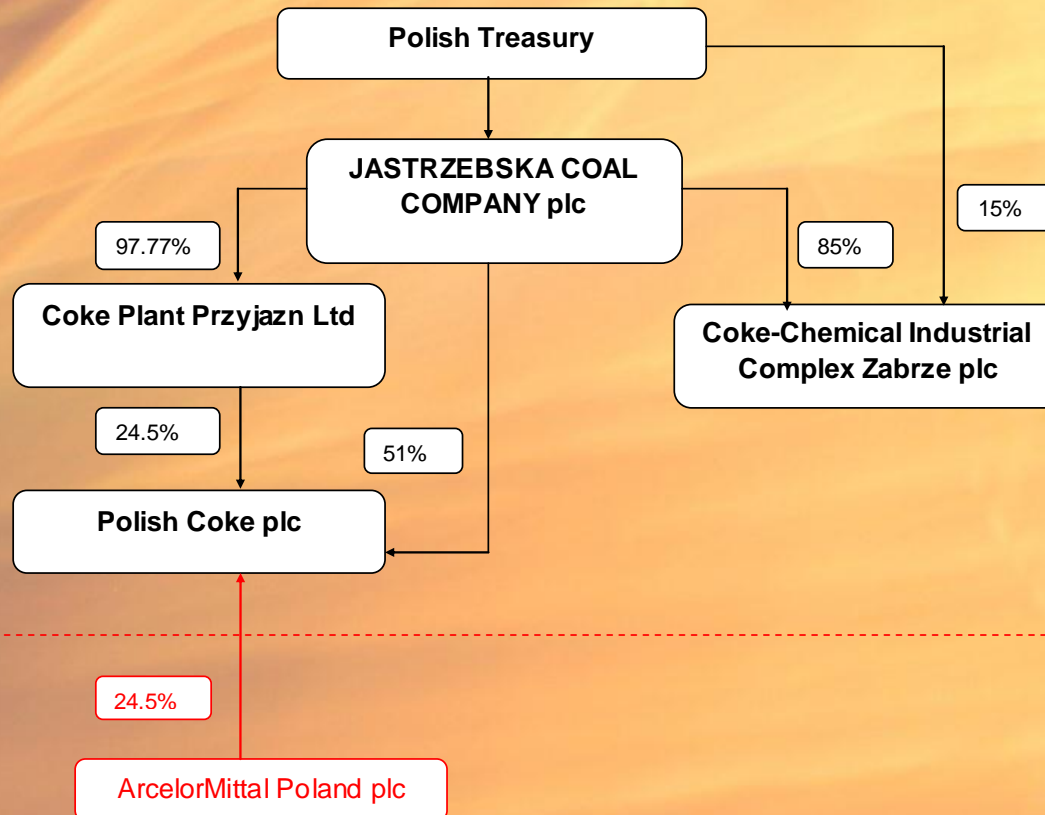 Polish Treasury
JASTRZEBSKA COAL
COMPANY plc
15%
97.77%
85%
Coke Plant Przyjazn Ltd
Coke-Chemical Industrial
Complex Zabrze plc
24.5%
51%
Polish Coke plc
24.5%
ArcelorMittal Poland plc